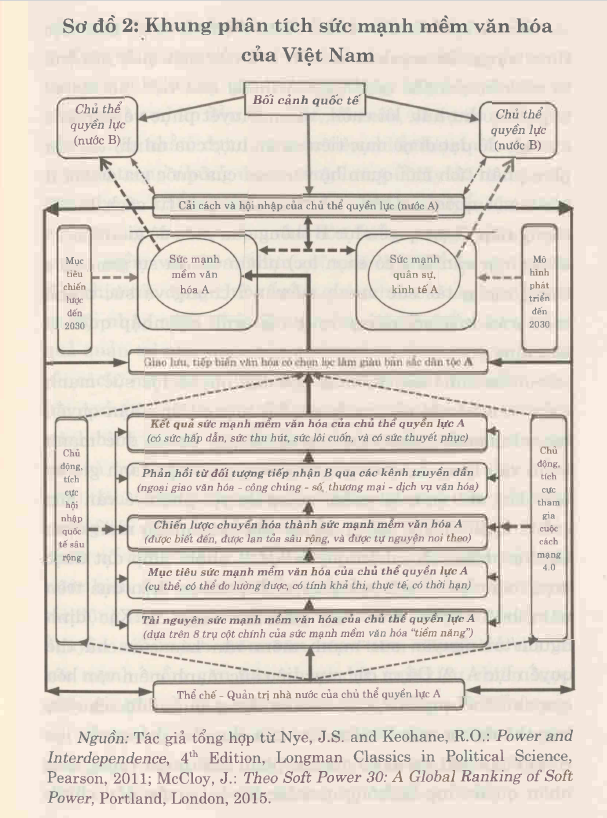 Sơ đồ 2: Khung phân tích sức mạnh mềm văn hóa
của Việt Nam
Chủ thể
quyền lực
(nước B)
Bối cảnh quốc tế
Chủ thể
quyền lực
(nước B)
Cải cách và hội nhập của chủ thể quyền lực (nước A)
Mục
tiêu
chiến
lược
đến
2030
Sức mạnh
mềm văn
hóa A
Sức mạnh
quân sự,
kinh tế A
Mô
hình
phát
triển
đến
2030
Giao lưu, tiếp biến văn hóa có chọn lọc làm giàu bản sắc dân tộc A
Kết quả sức mạnh mềm văn hóa của chủ thể quyền lực A
(có sức hấp dẫn, sức thu hút, sức lôi cuốn, và có sức thuyết phục)
Phản hồi từ đối tượng tiếp nhận B qua các kênh truyền dẫn
(ngoại giao văn hóa - công chúng - số, thương mại - dịch vụ văn hóa)
Chiến lược chuyển hóa thành sức mạnh mềm văn hóa A
(được biết đến, được lan tỏa sâu rộng, và được tự nguyện noi theo)
Mục tiêu sức mạnh mềm văn hóa của chủ thể quyền lực A
(cụ thể, có thể đo lường được, có tính khả thi, thực tế, có thời hạn)
Tài nguyên sức mạnh mềm văn hóa của chủ thể quyền lực A
(dựa trên 8 trụ cột chính của sức mạnh mềm văn hóa "tiềm năng")
Chủ
động,
tích
cực
hội
nhập
quốc
tế sâu
rộng
Chủ
động,
tích
cực
tham
gia
cuộc
cách
mạng
4.0
Thể chế - Quản trị nhà nước của chủ thể quyền lực A
Nguồn: Tác giả tổng hợp từ Nye, J.S. and Keohane, R.O.: Power and
Interdependence, 4th Edition, Longman Classics in Political Science,
Pearson, 2011; McCloy, J.: Theo Soft Power 30: A Global Ranking of Soft
Power, Portland, London, 2015.